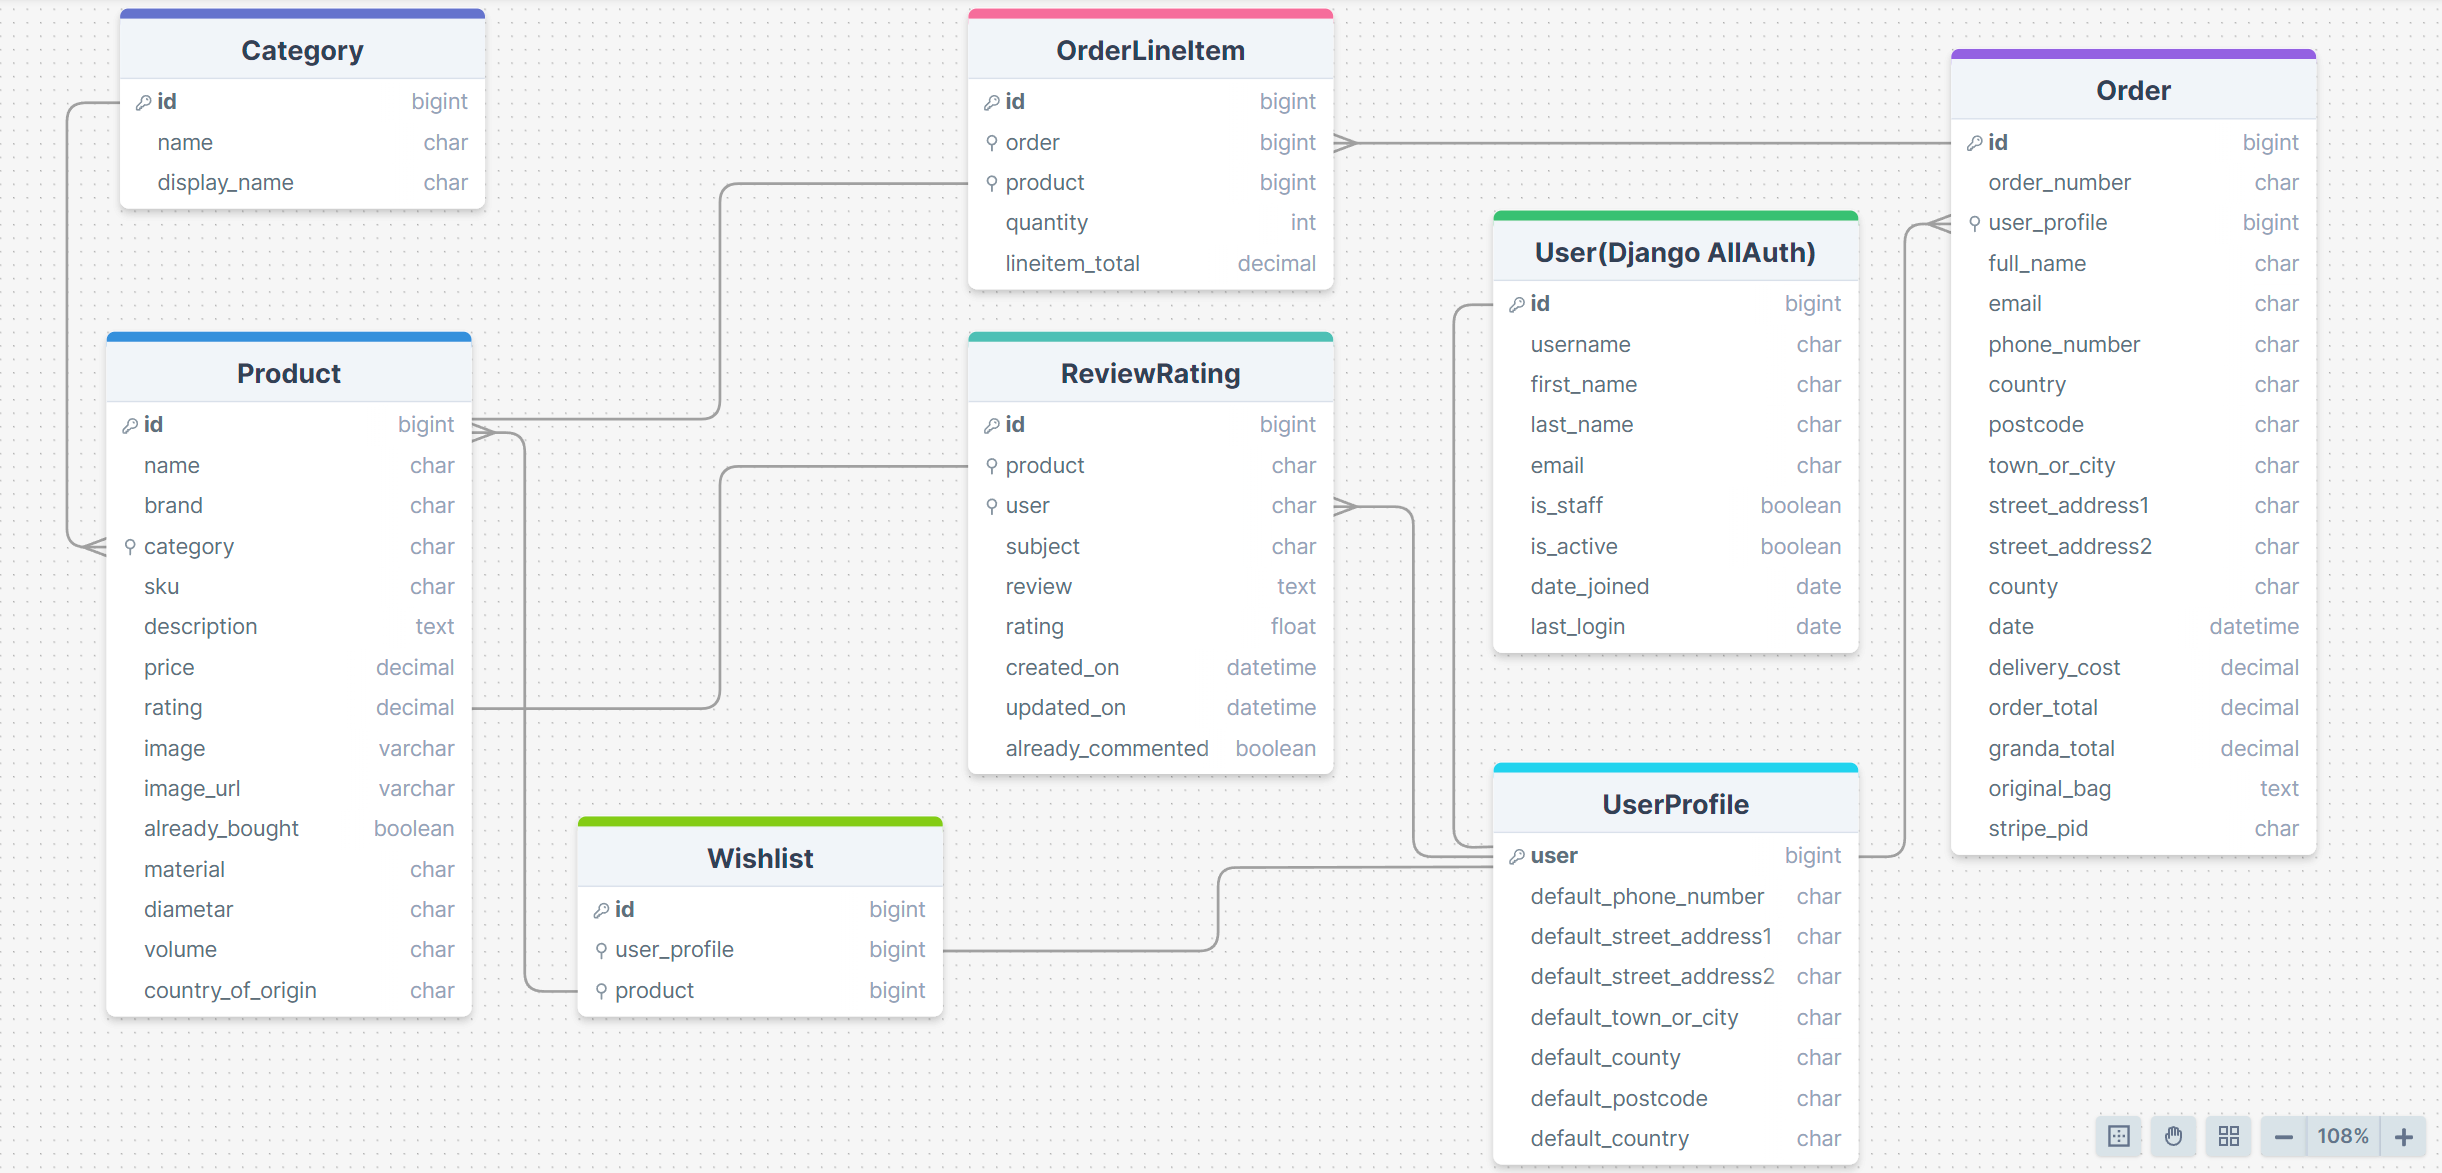 Category
id bigint
name char
display_name char
OrderLineItem
id bigint
order bigint
product bigint
quantity int
lineitem_total decimal
Order
id bigint
order_number char
user_profile bigint
full_name char
email char
phone_number char
country char
postcode char
town_or_city char
street_address1 char
street_address2 char
county char
date datetime
delivery_cost decimal
order_total decimal
granda_total decimal
original_bag text
stripe_pid char
User(Django AllAuth)
id bigint
username char
first_name char
last_name char
email char
is_staff boolean
is_active boolean
date_joined date
last_login date
Product
id bigint
name char
brand char
category char
sku char
description text
price decimal
rating decimal
image varchar
image_url varchar
already_bought boolean
material char
diametar char
volume char
country_of_origin char
ReviewRating
id bigint
product char
user char
subject char
review text
rating float
created_on datetime
updated_on datetime
already_commented boolean
Wishlist
id bigint
user_profile bigint
product bigint
UserProfile
user bigint
default_phone_number char
default_street_address1 char
default_street_address2 char
default_town_or_city char
default_county char
default_postcode char
default_country char
108%